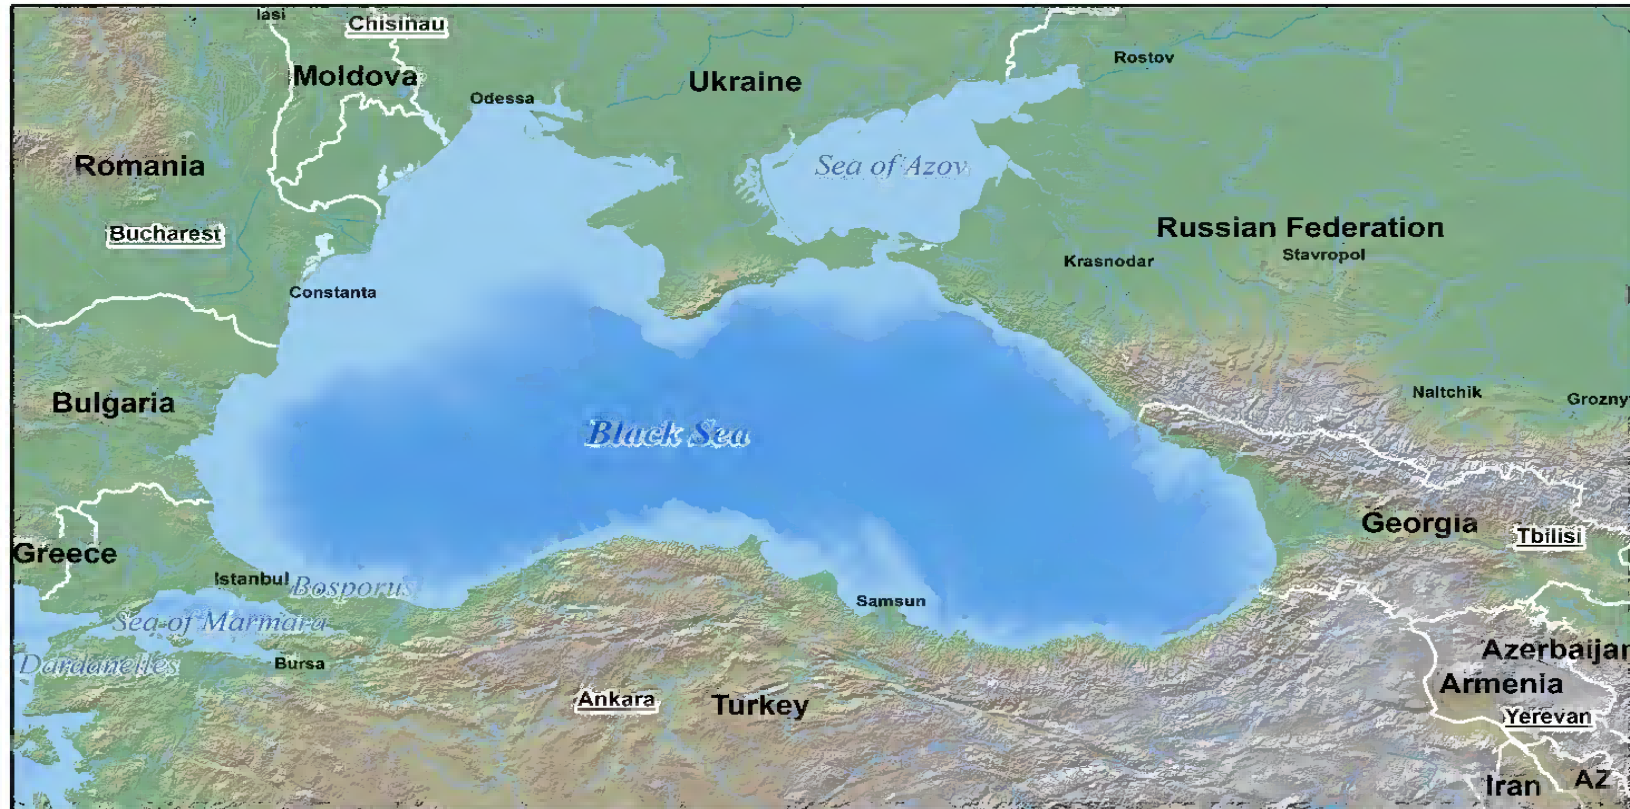 Iasi
Chisinau
Moldova
Ukraine
Rostov
Odessa
Romania
Sea of Azov
Bucharest
Russian Federation
Stavropol
Krasnodar
Constanta
Bulgaria
Naltchik
Grozny
Black Sea
Georgia
Tbilisi
Greece
Istanbul
Bosporus
Samsun
Sea of Marmara
Dardanelles
Bursa
Azerbaijan
Armenia
Ankara
Turkey
Yerevan
Iran
AZ